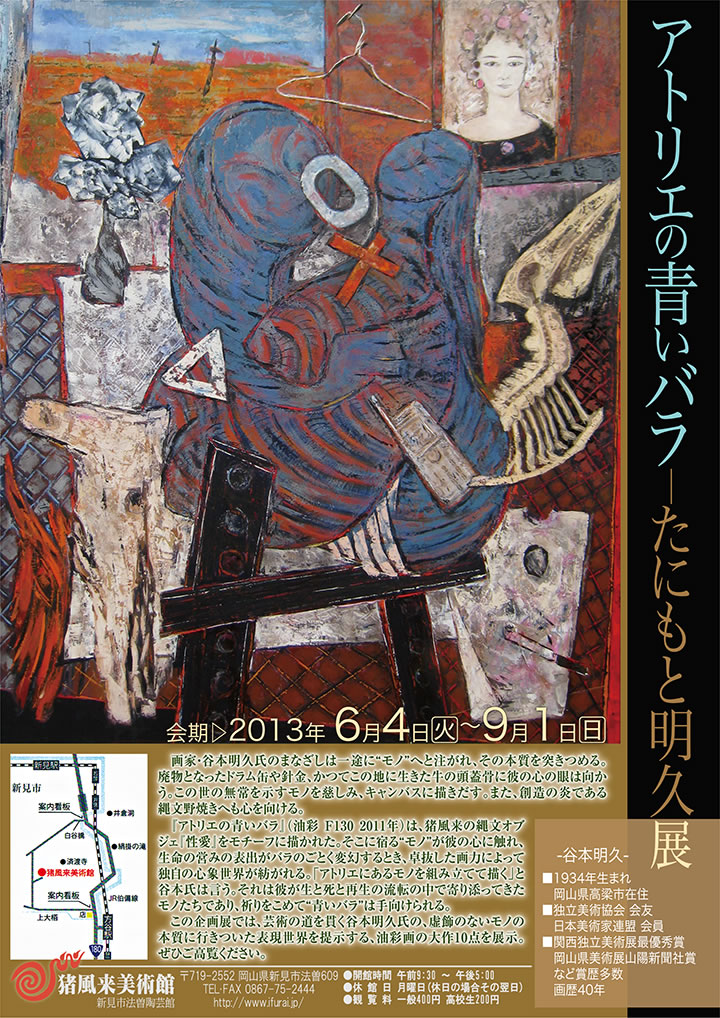 アトリエの青いバラ―たにもと明久展
会期▷2013年 6月4日火~9月1日日
画家・谷本明久氏のまなざしは一途に“モノ”へと注がれ、その本質を突きつめる。
廃物となったドラム缶や針金、かつてこの地に生きた牛の頭蓋骨に彼の心の眼は向か
う。この世の無常を示すモノを慈しみ、キャンバスに描きだす。また、創造の炎である
縄文野焼きへも心を向ける。
『アトリエの青いバラ』(油彩 F130 2011年)は、猪風来の縄文オブ
ジェ『性愛』をモチーフに描かれた。そこに宿る“モノ”が彼の心に触れ、
生命の営みの表出がバラのごとく変幻するとき、卓抜した画力によって
独自の心象世界が紡がれる。「アトリエにあるモノを組み立てて描く」と
谷本氏は言う。それは彼が生と死と再生の流転の中で寄り添ってきた
モノたちであり、祈りをこめて“青いバラ”は手向けられる。
この企画展では、芸術の道を貫く谷本明久氏の、虚飾のないモノの
本質に行きついた表現世界を提示する、油彩画の大作10点を展示。
ぜひご高覧ください。
-谷本明久-
■1934年生まれ
岡山県高梁市在住
■独立美術協会 会友
日本美術家連盟 会員
■関西独立美術展最優秀賞
岡山県美術展山陽新聞社賞
など賞歴多数
画歴40年
新見駅
新見市
案内看板
●井倉洞
白谷橋
●絹掛の滝
●済渡寺
●猪風来美術館
案内看板
JR伯備線
上大栢
店
方谷駅
180
猪風来美術館
新見市法曽陶芸館
〒719-2552 岡山県新見市法曽609
TEL・FAX 0867-75-2444
http://www.ifurai.jp/
●開館時間 午前9:30 ～ 午後5:00
●休館日 月曜日(休日の場合その翌日)
●観覧料 一般400円 高校生200円